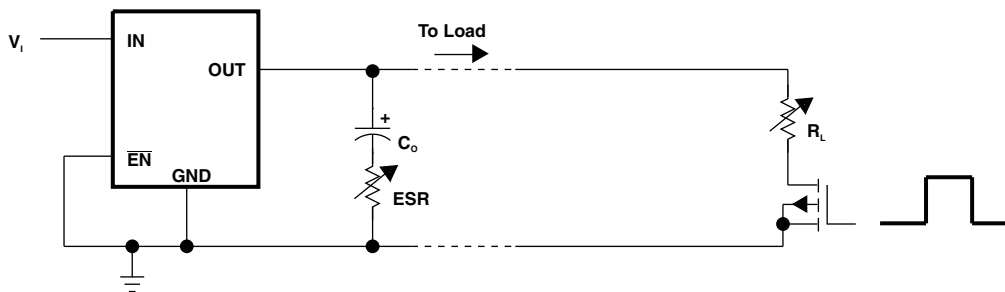 To Load
V_I
IN
OUT
+
C_O
R_L
EN
GND
ESR